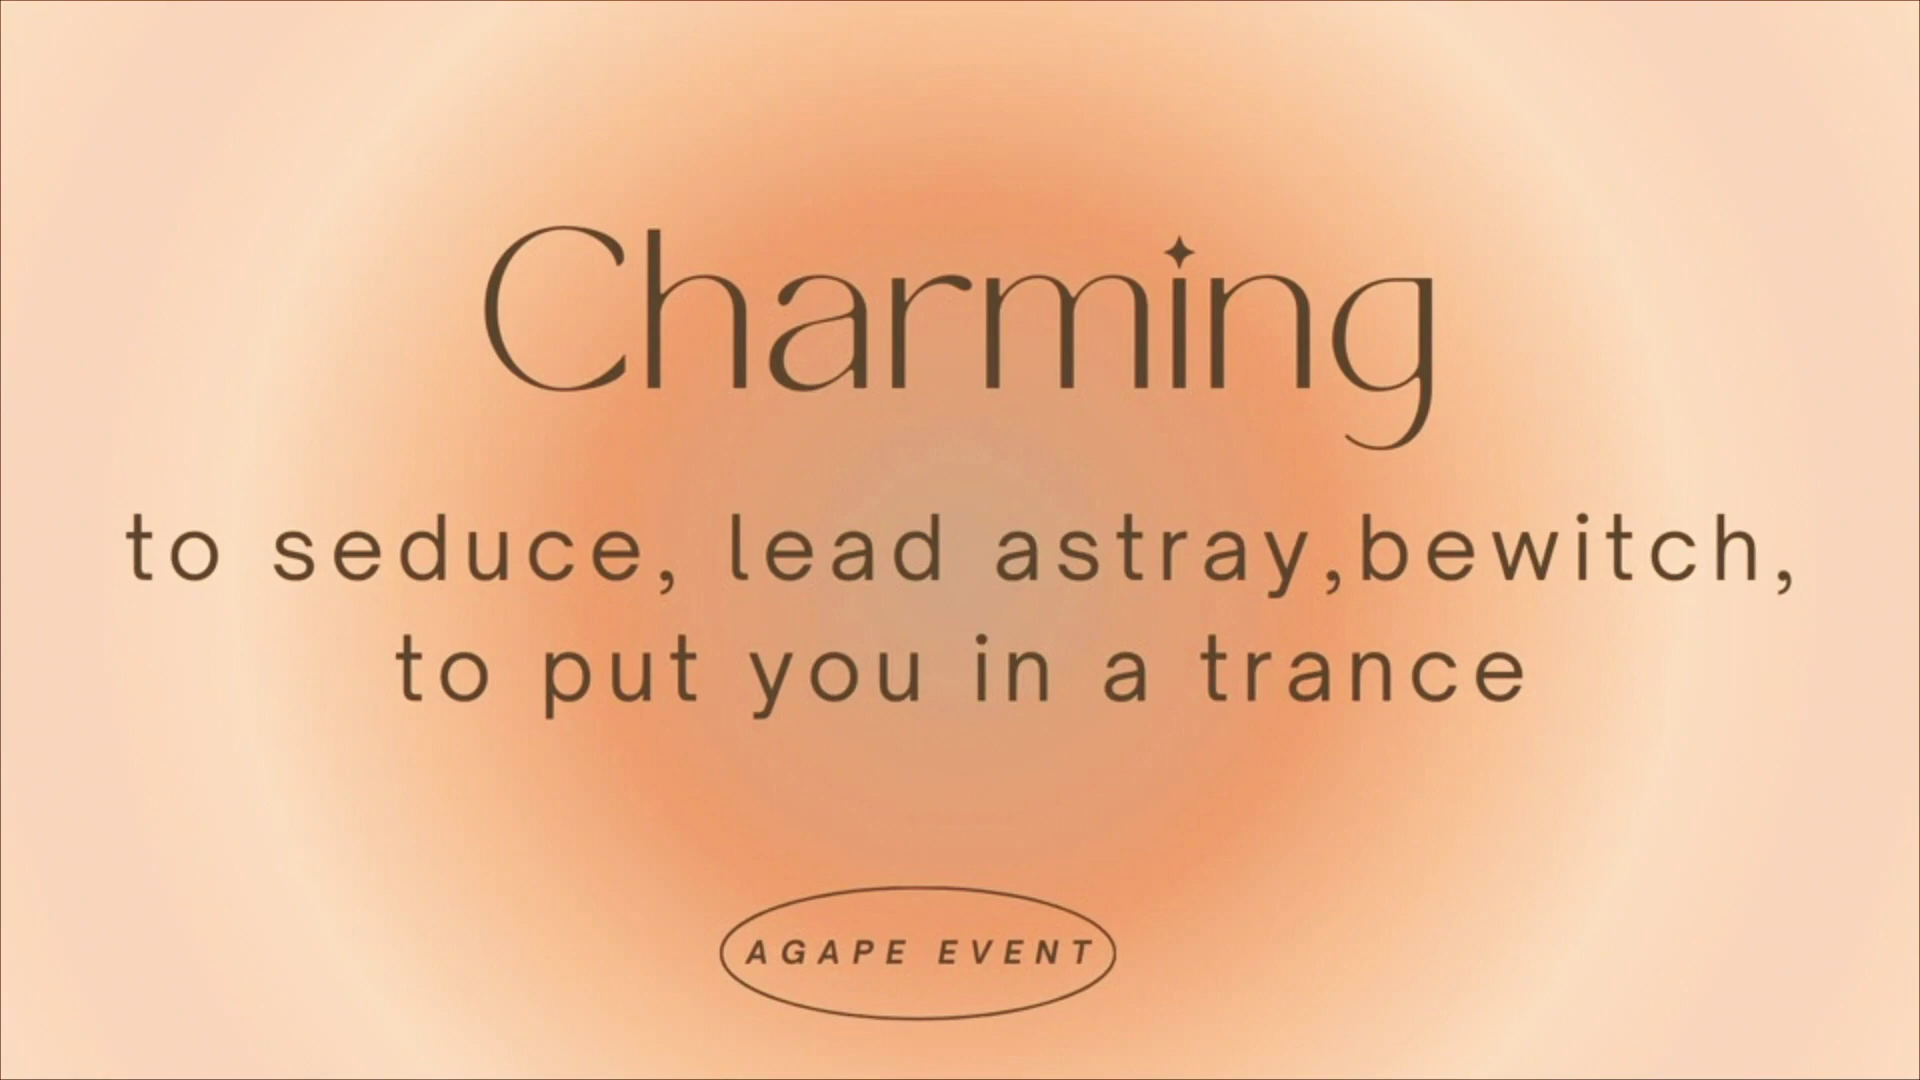 Charming
to seduce, lead astray,bewitch,
to put you in a trance
AGAPE EVENT